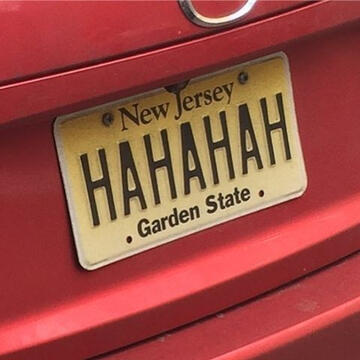 New Jersey
HAHAHAH
• Garden State •